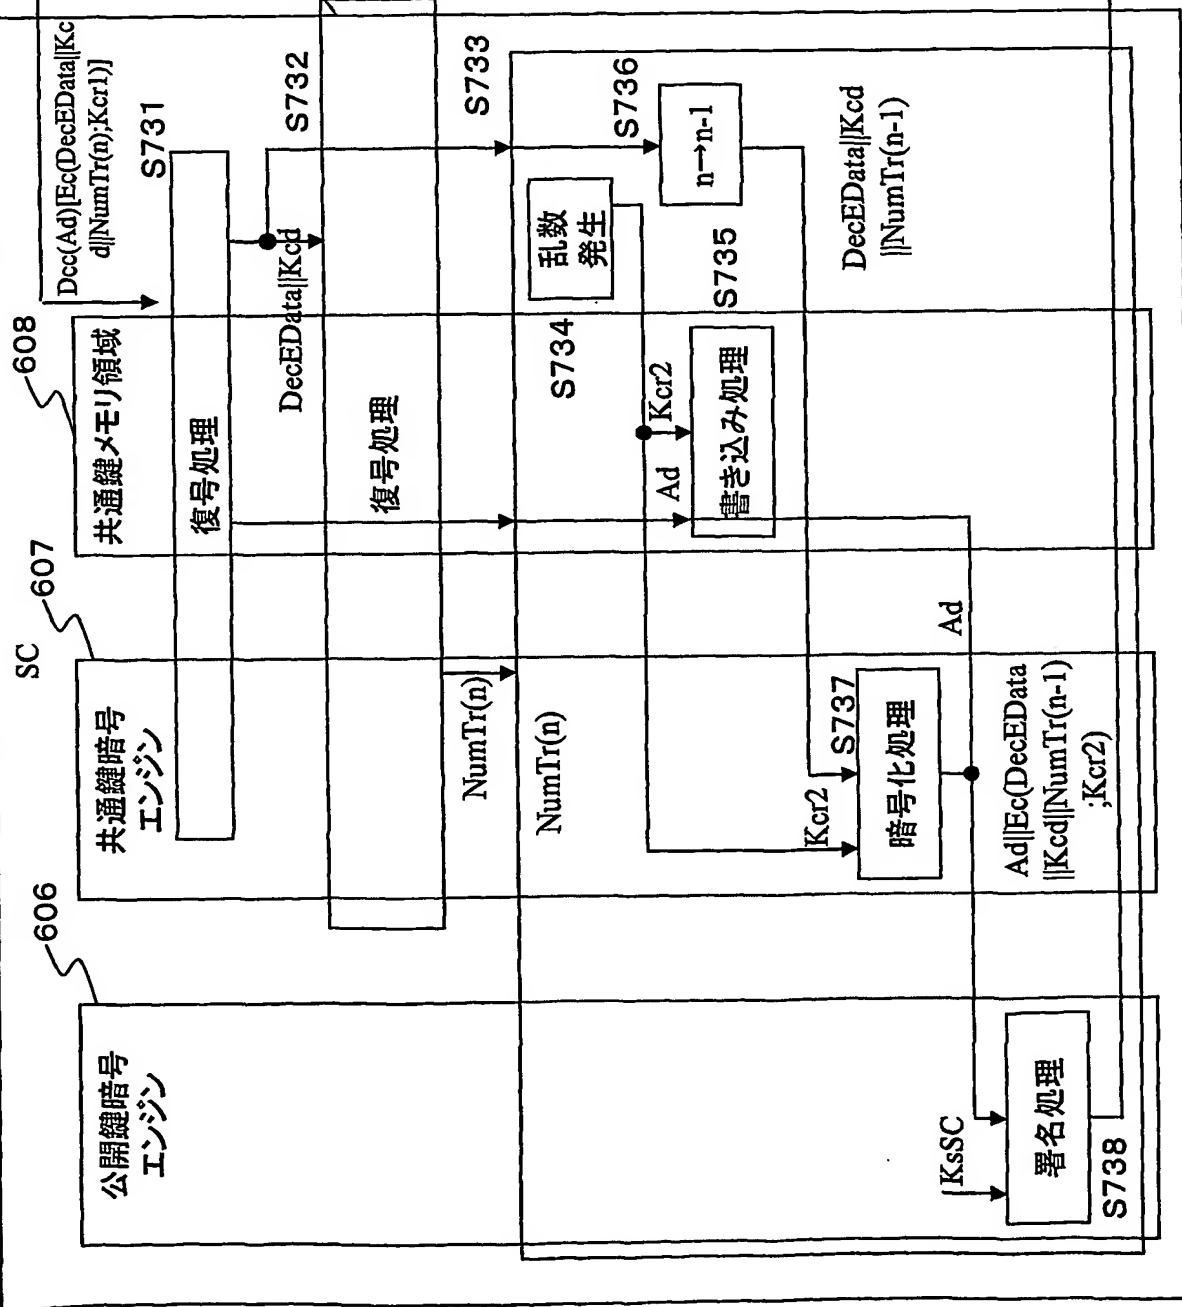 SC
606
公開鍵暗号
エンジン
607
共通鍵暗号
エンジン
608
共通鍵メモリ領域
Dcc(Ad)[Ec(DecEData||Kc
d||NumTr(n);Kcr1)]
復号処理
S731
DecEData||Kcd
S732
復号処理
NumTr(n)
S733
NumTr(n)
S734
乱数
発生
S736
n→n-1
Ad
Kcr2
S735
書き込み処理
DecEData||Kcd
||NumTr(n-1)
Kcr2
S737
暗号化処理
Ad
Ad||Ec(DecEData
||Kcd||NumTr(n-1)
;Kcr2)
KsSC
署名処理
S738